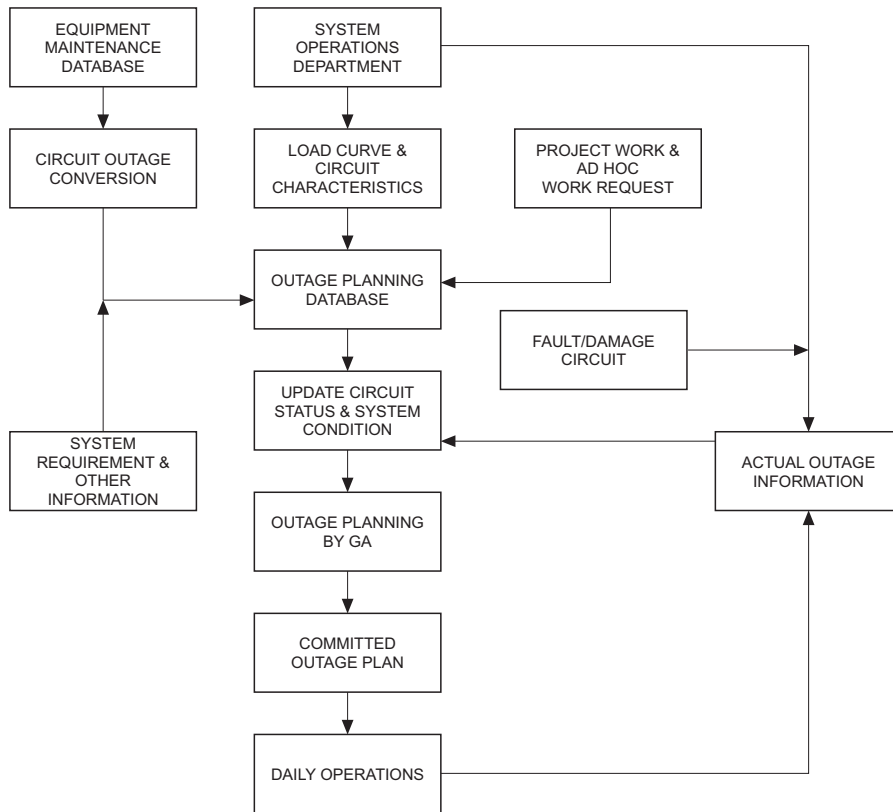 EQUIPMENT
MAINTENANCE
DATABASE
SYSTEM
OPERATIONS
DEPARTMENT
CIRCUIT OUTAGE
CONVERSION
LOAD CURVE &
CIRCUIT
CHARACTERISTICS
PROJECT WORK &
AD HOC
WORK REQUEST
OUTAGE PLANNING
DATABASE
FAULT/DAMAGE
CIRCUIT
UPDATE CIRCUIT
STATUS & SYSTEM
CONDITION
SYSTEM
REQUIREMENT &
OTHER
INFORMATION
ACTUAL OUTAGE
INFORMATION
OUTAGE PLANNING
BY GA
COMMITTED
OUTAGE PLAN
DAILY OPERATIONS